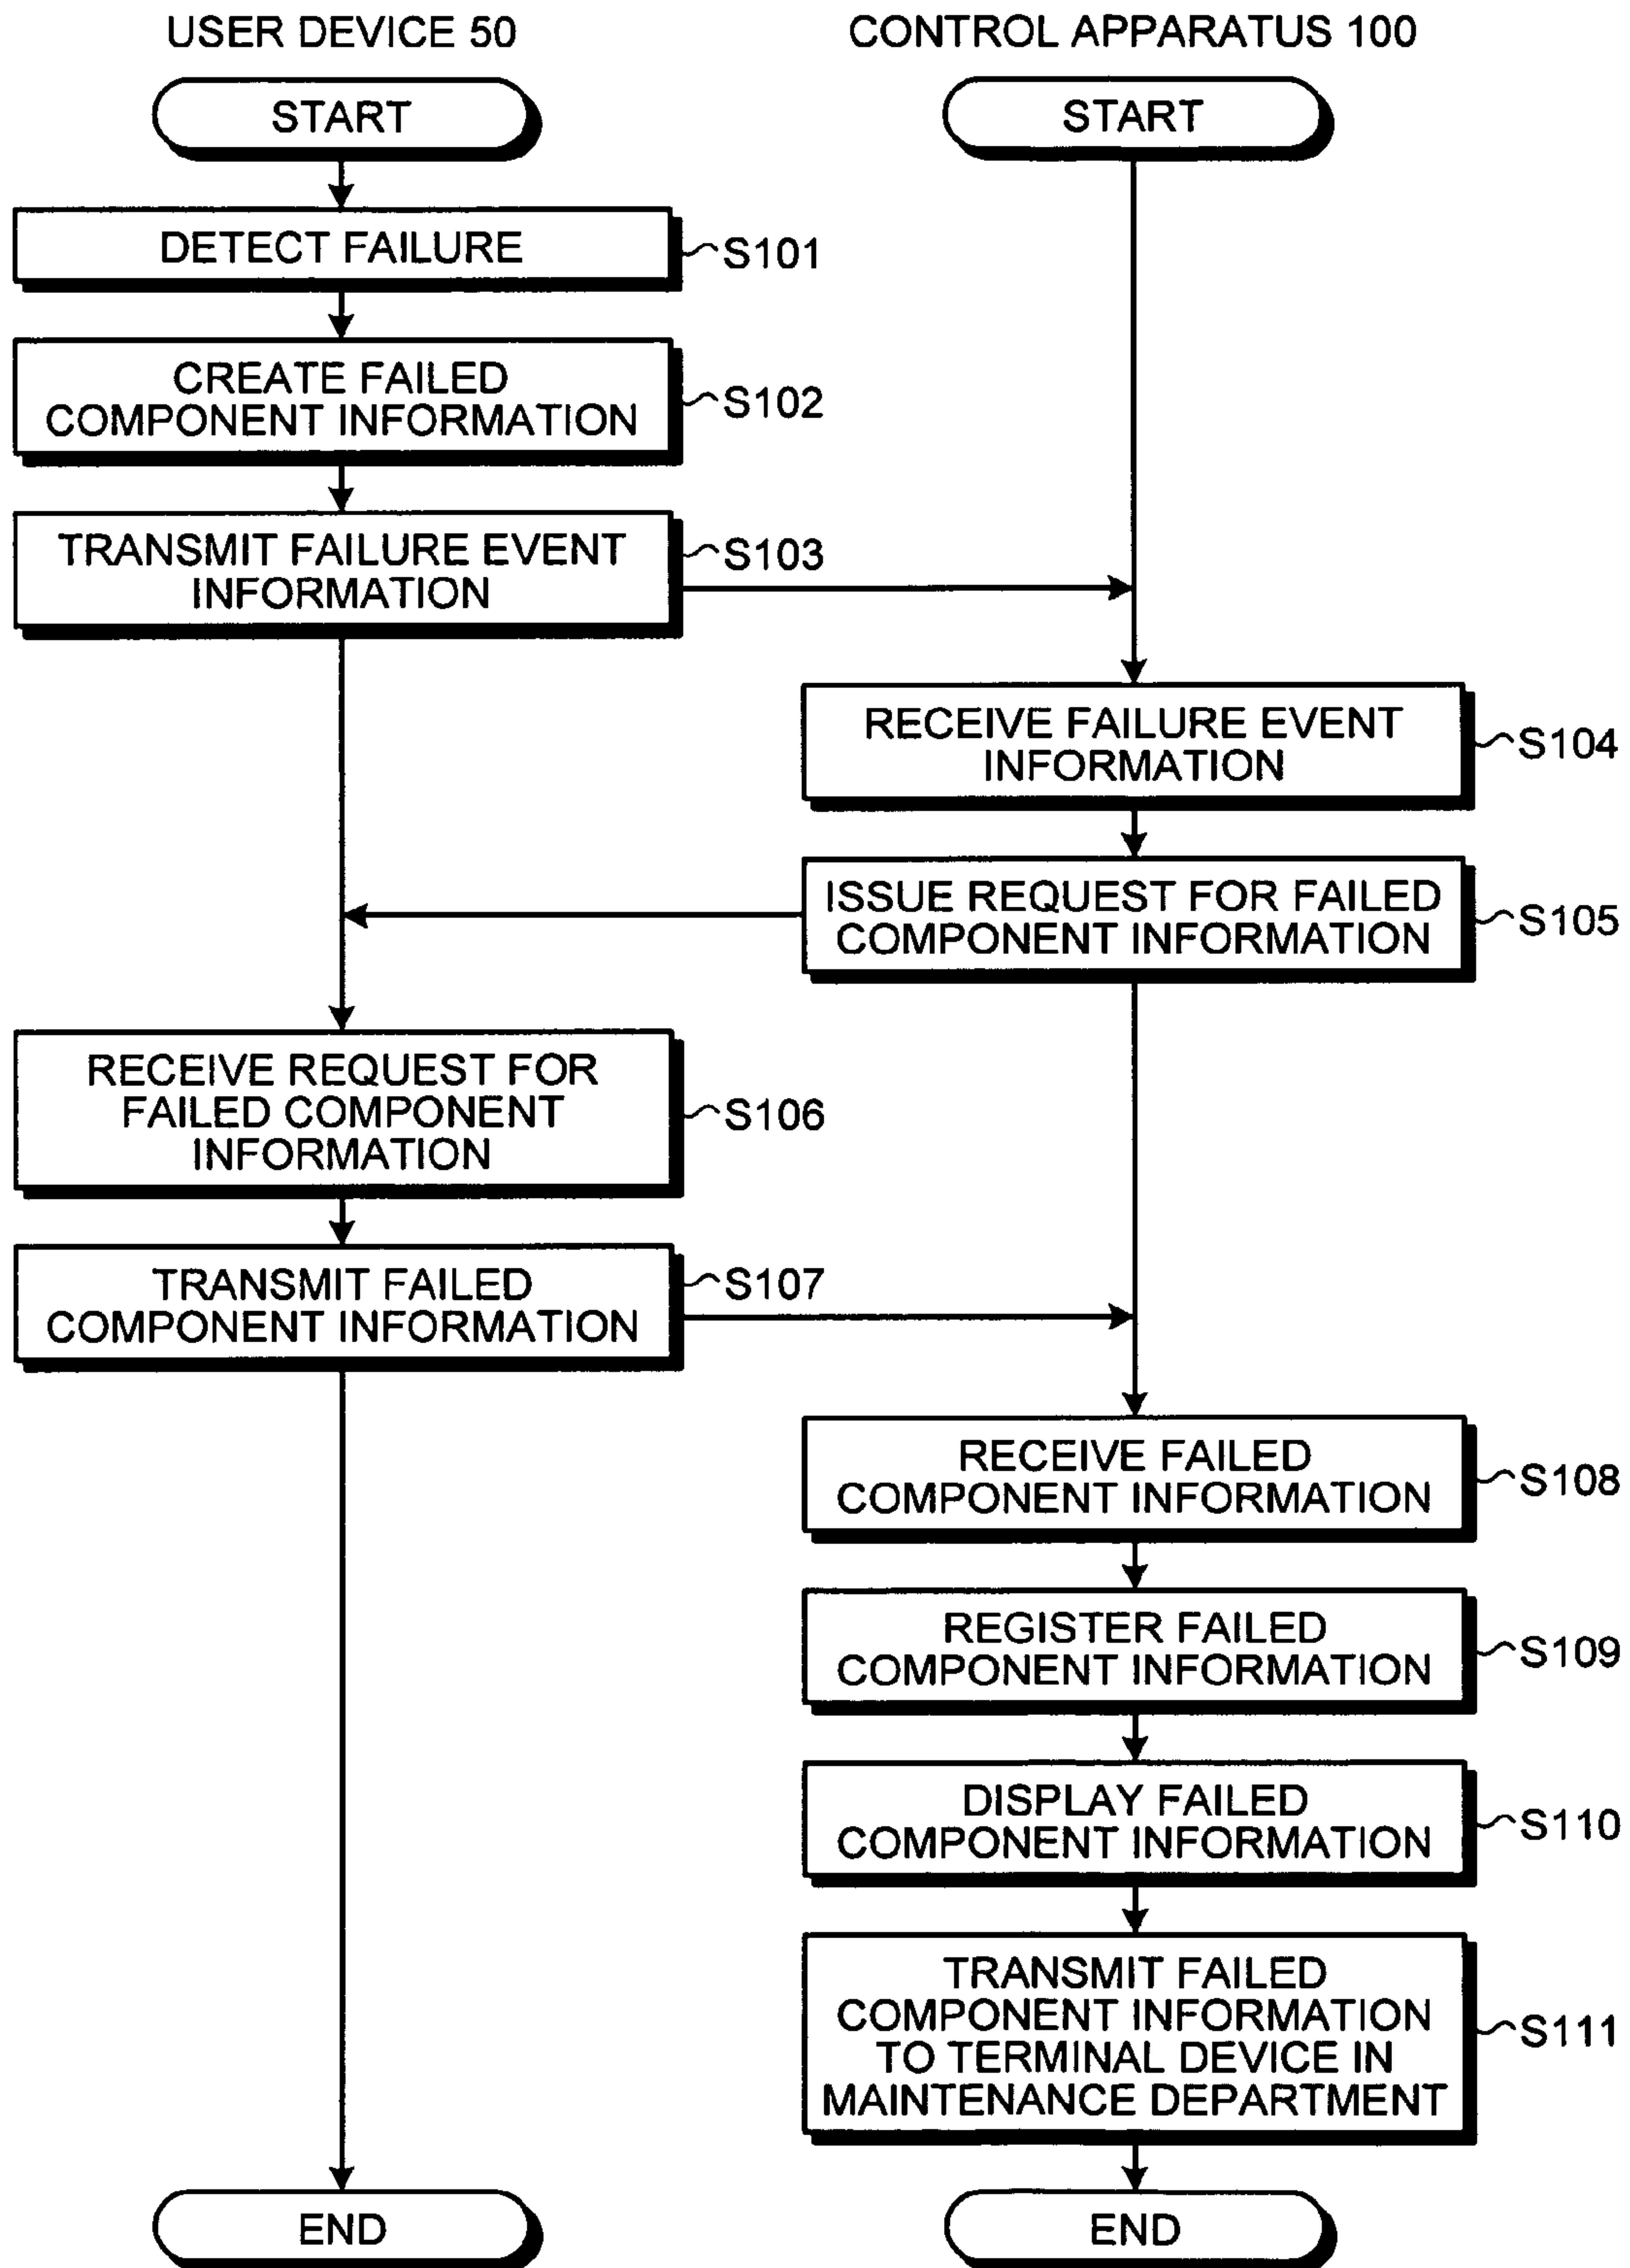 USER DEVICE 50
CONTROL APPARATUS 100
START
START
DETECT FAILURE
S101
CREATE FAILED
COMPONENT INFORMATION
S102
TRANSMIT FAILURE EVENT
INFORMATION
S103
RECEIVE FAILURE EVENT
INFORMATION
S104
ISSUE REQUEST FOR FAILED
COMPONENT INFORMATION
S105
RECEIVE REQUEST FOR
FAILED COMPONENT
INFORMATION
S106
TRANSMIT FAILED
COMPONENT INFORMATION
S107
RECEIVE FAILED
COMPONENT INFORMATION
S108
REGISTER FAILED
COMPONENT INFORMATION
S109
DISPLAY FAILED
COMPONENT INFORMATION
S110
TRANSMIT FAILED
COMPONENT INFORMATION
TO TERMINAL DEVICE IN
MAINTENANCE DEPARTMENT
S111
END
END